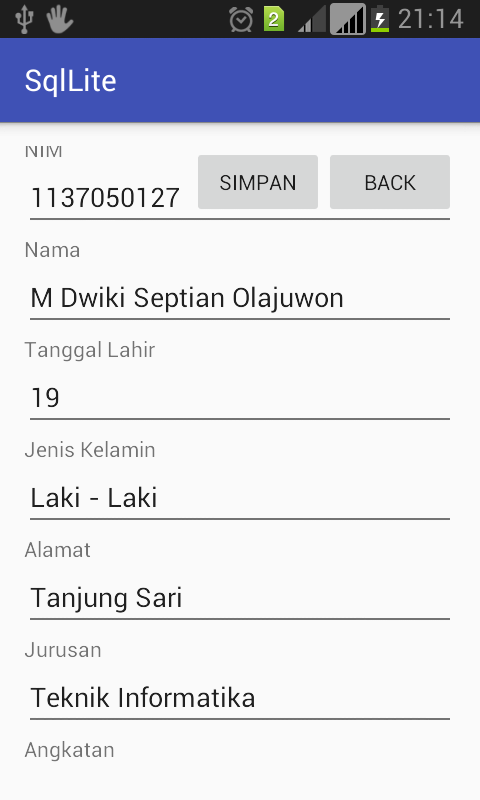 2
21:14
SqlLite
NIM
1137050127
SIMPAN
BACK
Nama
M Dwiki Septian Olajuwon
Tanggal Lahir
19
Jenis Kelamin
Laki - Laki
Alamat
Tanjung Sari
Jurusan
Teknik Informatika
Angkatan